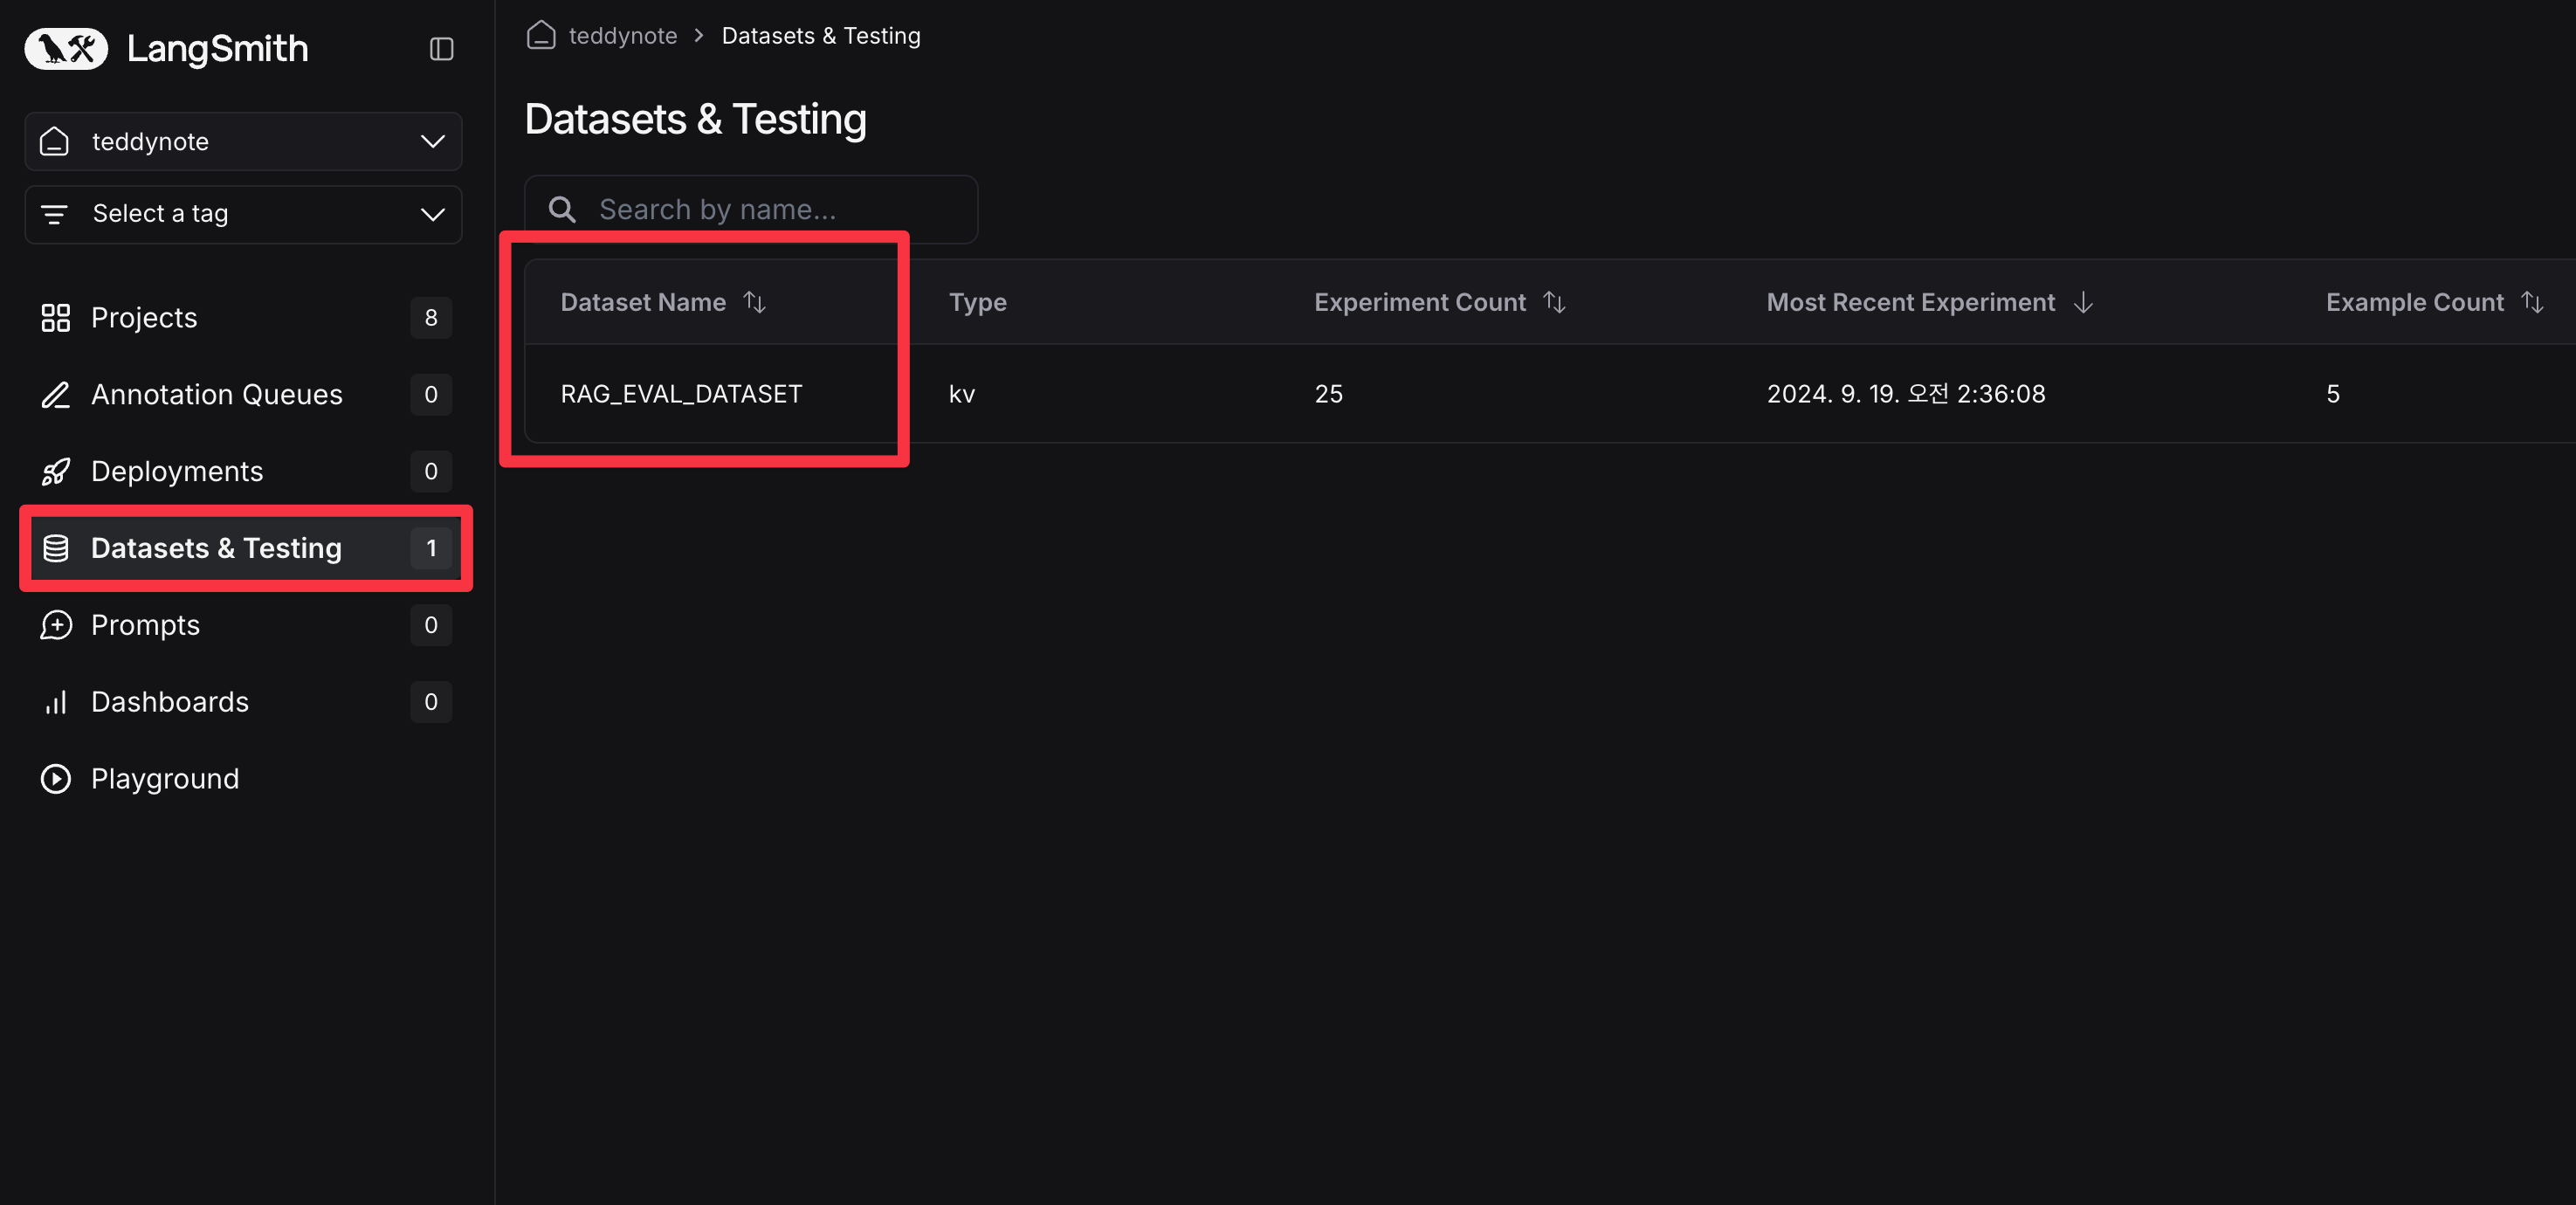 LangSmith
teddynote
Select a tag
Projects 8
Annotation Queues 0
Deployments 0
Datasets & Testing 1
Prompts 0
Dashboards 0
Playground
teddynote > Datasets & Testing
Datasets & Testing
Search by name...
Dataset Name Type Experiment Count Most Recent Experiment Example Count
RAG_EVAL_DATASET kv 25 2024. 9. 19. 오전 2:36:08 5